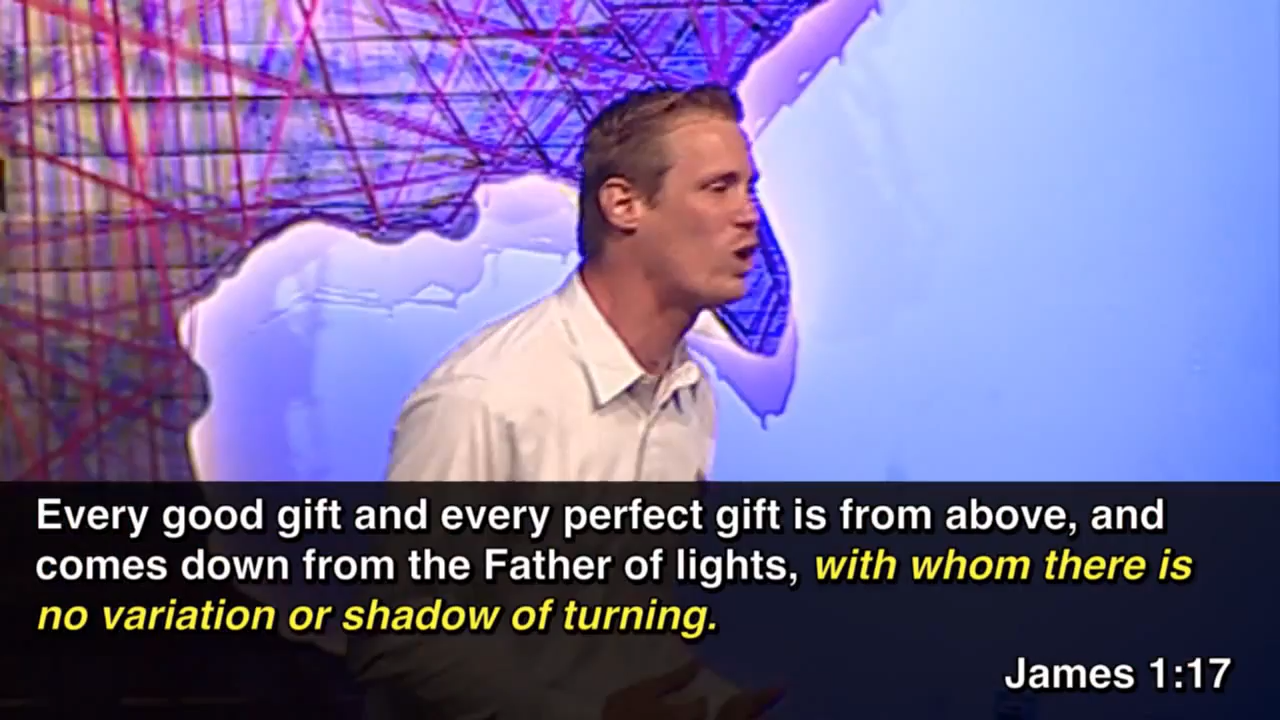 Every good gift and every perfect gift is from above, and
comes down from the Father of lights, with whom there is
no variation or shadow of turning.
James 1:17